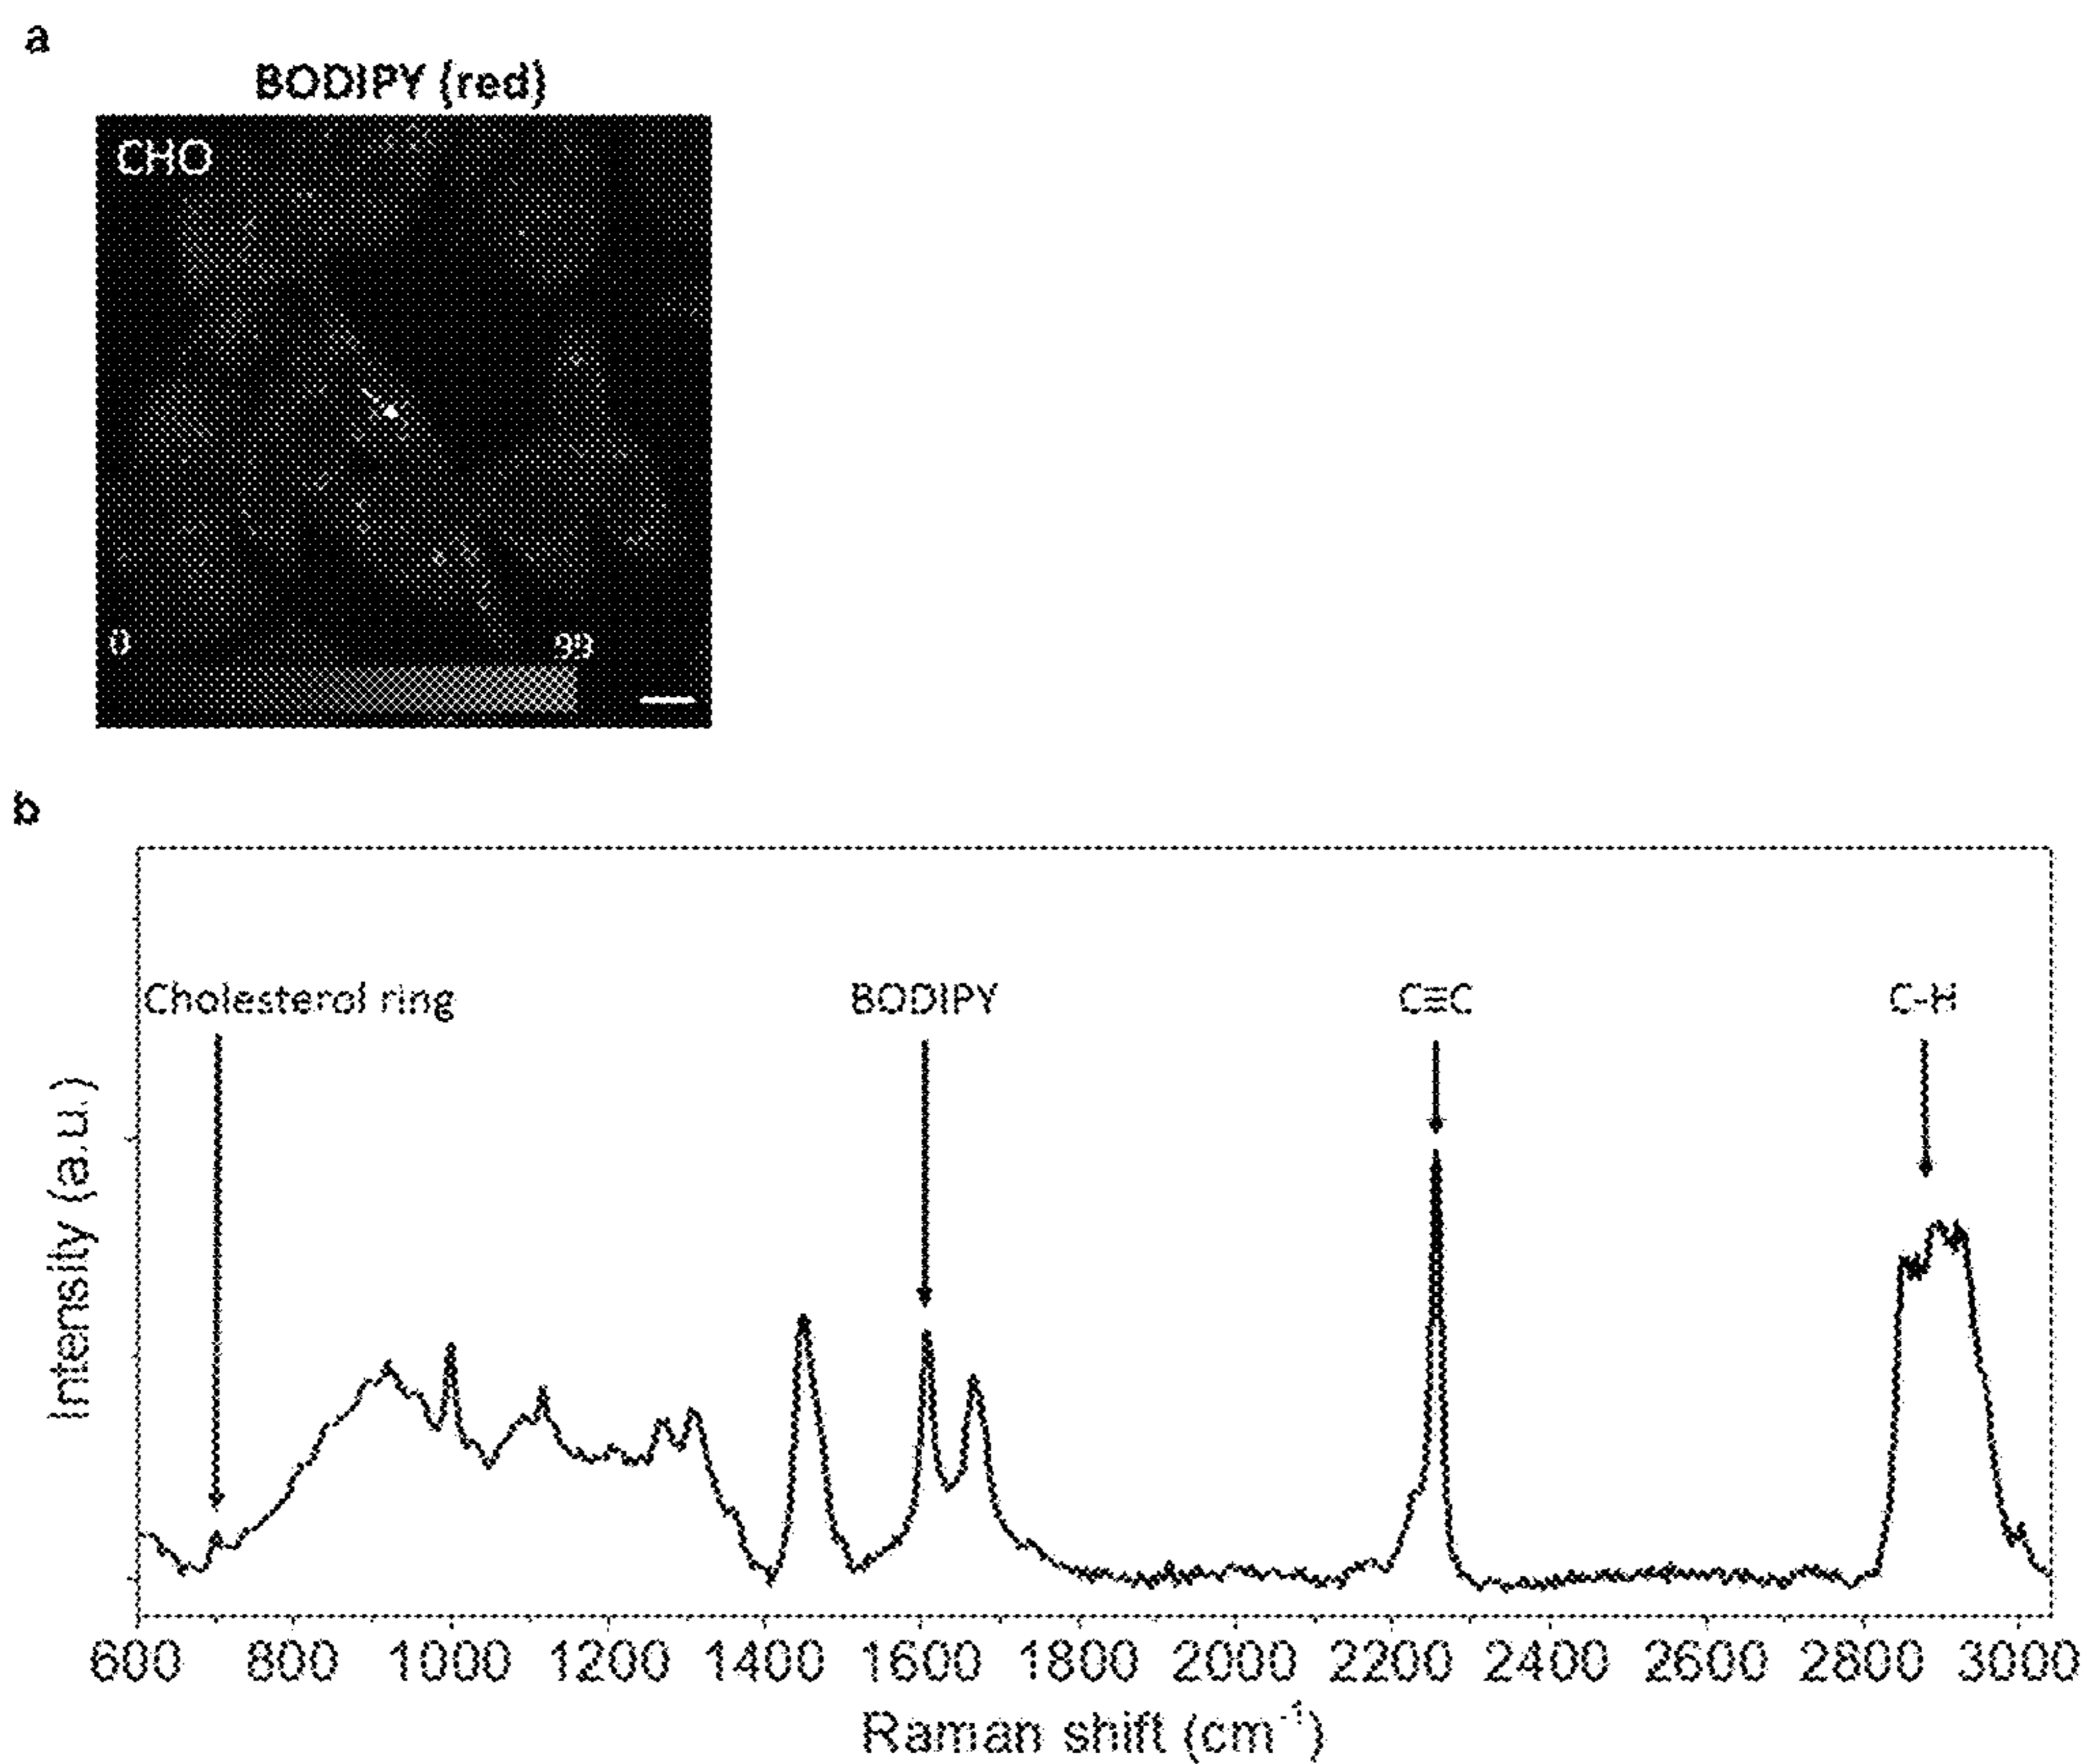 a
BODIPY (red)
CHO
0
99
b
Cholesterol ring
BODIPY
C≡C
C-H
Intensity (a.u.)
600 800 1000 1200 1400 1600 1800 2000 2200 2400 2600 2800 3000
Raman shift (cm⁻¹)